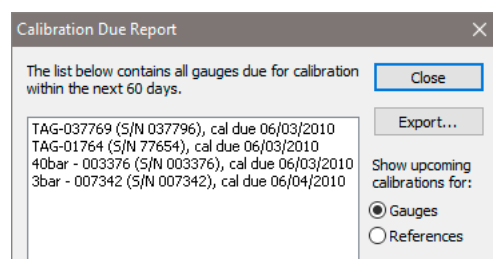 Calibration Due Report
The list below contains all gauges due for calibration
within the next 60 days.
Close
Export...
TAG-037769 (S/N 037796), cal due 06/03/2010
TAG-01764 (S/N 77654), cal due 06/03/2010
40bar - 003376 (S/N 003376), cal due 06/03/2010
3bar - 007342 (S/N 007342), cal due 06/04/2010
Show upcoming
calibrations for:
Gauges
References